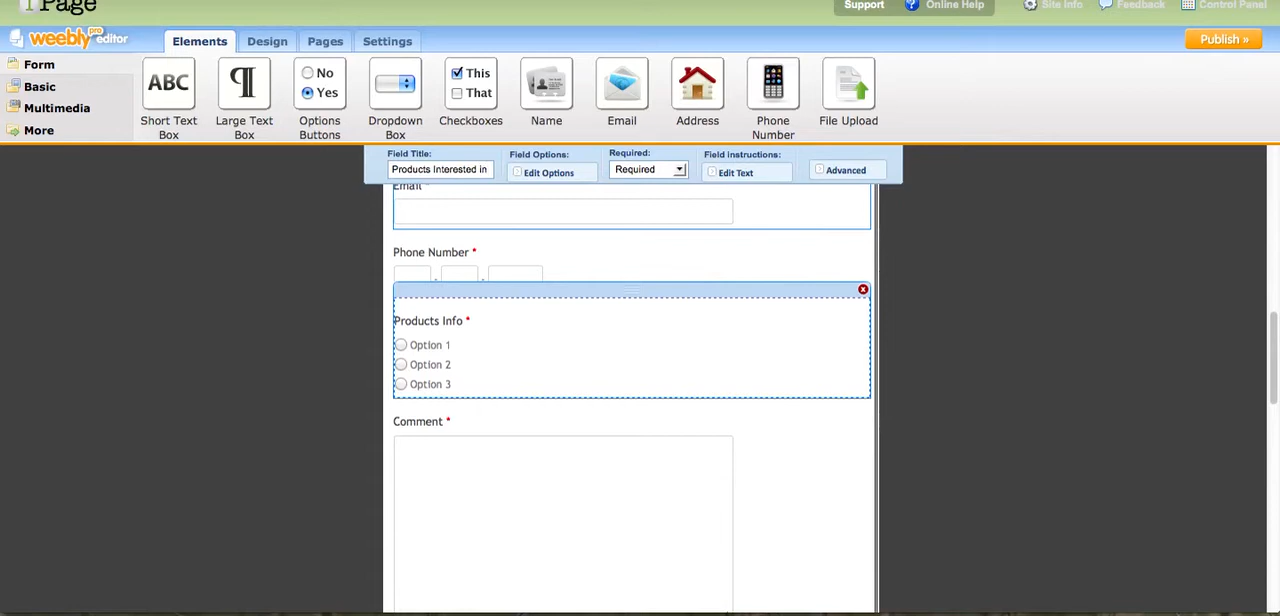 iPage
Support
Online Help
Site Info
Feedback
Control Panel
weebly pro editor
Elements
Design
Pages
Settings
Publish »
Form
Basic
Multimedia
More
ABC
Short Text Box
Large Text Box
No
Yes
Options Buttons
Dropdown Box
This
That
Checkboxes
Name
Email
Address
Phone Number
File Upload
Field Title:
Products Interested in
Field Options:
Edit Options
Required:
Required
Field Instructions:
Edit Text
Advanced
Email *
Phone Number *
Products Info *
Option 1
Option 2
Option 3
Comment *